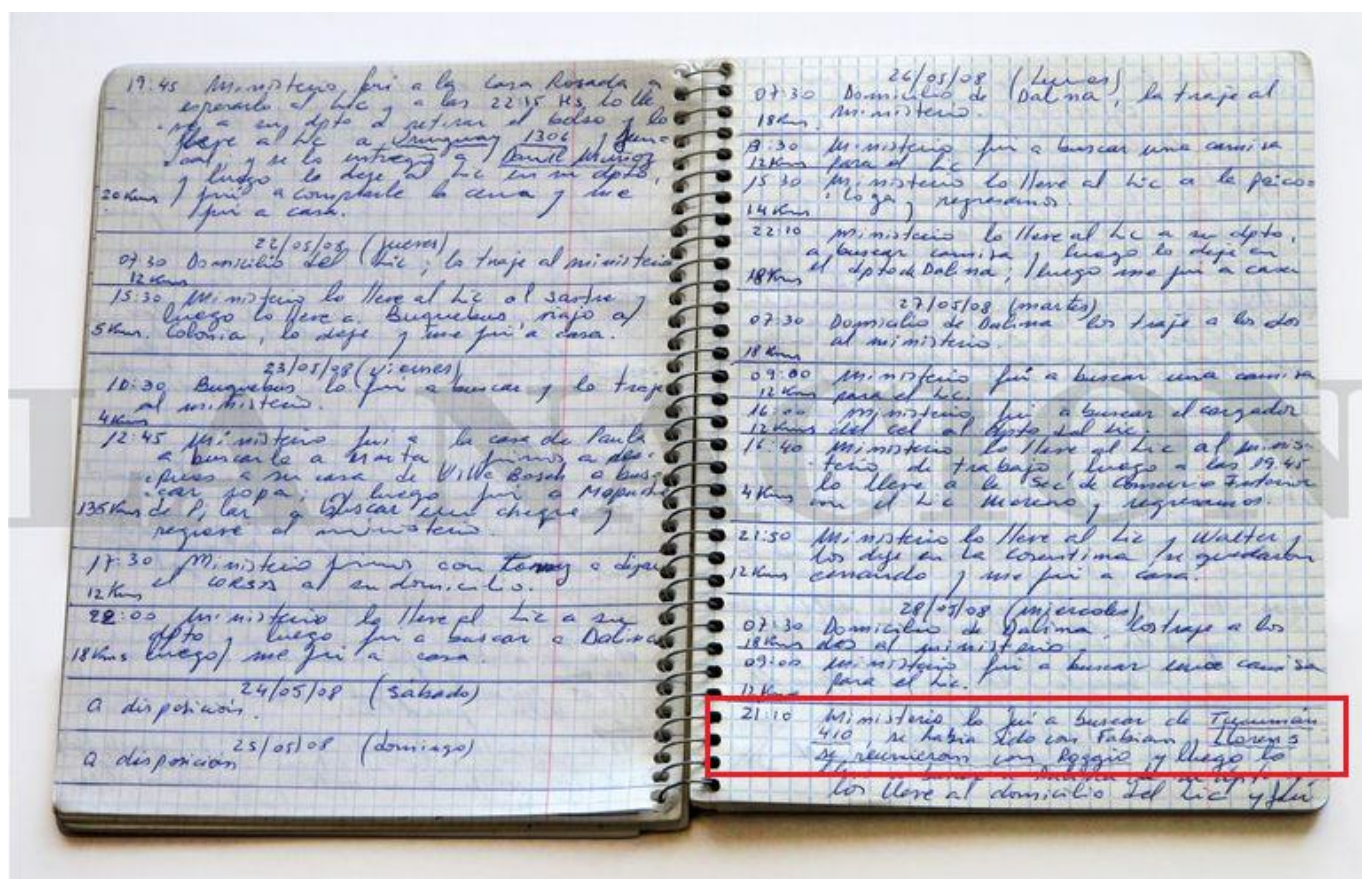 19:45 Ministerio fui a la Casa Rosada a
esperarlo al Lic y a las 22:15 Hs lo lle
ve a su dpto a retirar el bolso y lo
lleve al Lic a Uruguay 1306 y Jun
cal, y se lo entregó a Daniel Muñoz
y luego lo deje al Lic en su dpto,
20 Kms fui a comprarle la cena y me
fui a casa.
22/05/08 (jueves)
07:30 Domicilio del Lic; lo traje al ministerio
12 Kms
15:30 Ministerio lo lleve al Lic al sastre y
luego lo lleve a Buquebus, viajo a
5 Kms. Colonia, lo deje y me fui a casa.
23/05/08 (viernes)
10:30 Buquebus lo fui a buscar y lo traje
al ministerio.
4 Kms
12:45 Ministerio fui a la casa de Paula
a buscarla a Marta y fuimos a
a su casa de Villa Bosch a bus
car ropa; y luego fui a
135 Kms de Pilar a buscar un cheque y
regrese al ministerio.
17:30 Ministerio fuimos con a dejar
el CORSA al su domicilio.
12 Kms
22:00 Ministerio lo lleve al Lic a su
dpto y luego fui a buscar a Dalina
18 Kms luego me fui a casa.
24/05/08 (sábado)
a disposición.
25/05/08 (domingo)
a disposición
26/05/08 (Lunes)
07:30 Domicilio de (Dalina), la traje al
18 Kms. ministerio.
8:30 Ministerio fui a buscar una camisa
12 Kms para el Lic.
15:30 Ministerio lo lleve al Lic a la psico
loga y regresamos.
14 Kms
22:10 Ministerio lo lleve al Lic a su dpto,
a buscar camisa y luego lo deje en
18 Kms el dpto de Dalina; luego me fui a casa
27/05/08 (martes)
07:30 Domicilio de Dalina los traje a los dos
al ministerio.
18 Kms
09:00 Ministerio fui a buscar una camisa
12 Kms para el Lic.
16:00 Ministerio, fui a buscar el cargador
12 Kms del cel al dpto del Lic.
16:40 Ministerio lo lleve al Lic al minis
terio de trabajo, luego a las 19:45
lo lleve a la Sec de Comercio Interior
4 Kms con el Lic Moreno y regresamos.
21:50 Ministerio lo lleve al Lic y Walter,
los deje en la Corentima se quedaron
12 Kms cenando y me fui a casa.
28/05/08 (miercoles)
07:30 Domicilio de Dalina, los traje a los
18 Kms dos al ministerio.
09:00 Ministerio fui a buscar una camisa
para el Lic.
12 Kms
21:10 Ministerio lo fui a buscar de Tucumán
410, se habia ido con Fabian, Llorens
se reunieron con Roggio y luego lo
a buscar a Dalina
los lleve al domicilio del Lic y fui
LA NACION